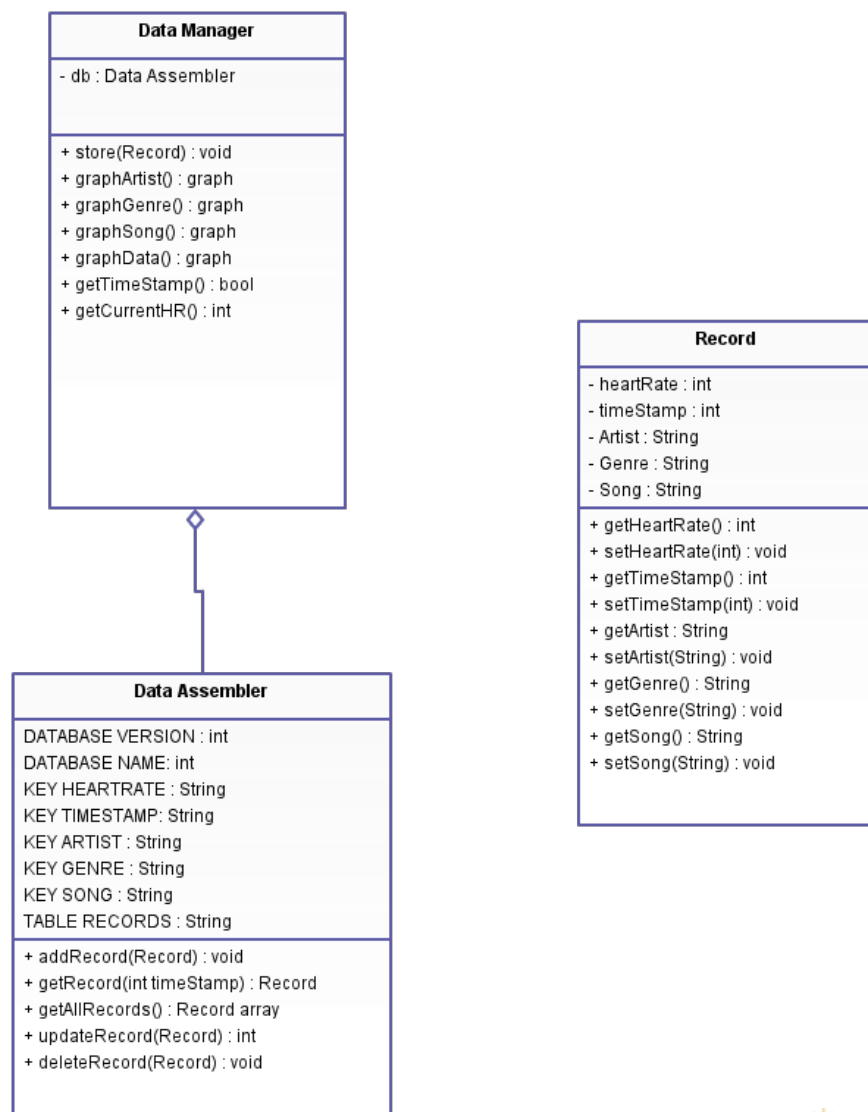 Data Manager
- db : Data Assembler
+ store(Record) : void
+ graphArtist() : graph
+ graphGenre() : graph
+ graphSong() : graph
+ graphData() : graph
+ getTimeStamp() : bool
+ getCurrentHR() : int
Record
- heartRate : int
- timeStamp : int
- Artist : String
- Genre : String
- Song : String
+ getHeartRate() : int
+ setHeartRate(int) : void
+ getTimeStamp() : int
+ setTimeStamp(int) : void
+ getArtist : String
+ setArtist(String) : void
+ getGenre() : String
+ setGenre(String) : void
+ getSong() : String
+ setSong(String) : void
Data Assembler
DATABASE VERSION : int
DATABASE NAME: int
KEY HEARTRATE : String
KEY TIMESTAMP: String
KEY ARTIST : String
KEY GENRE : String
KEY SONG : String
TABLE RECORDS : String
+ addRecord(Record) : void
+ getRecord(int timeStamp) : Record
+ getAllRecords() : Record array
+ updateRecord(Record) : int
+ deleteRecord(Record) : void